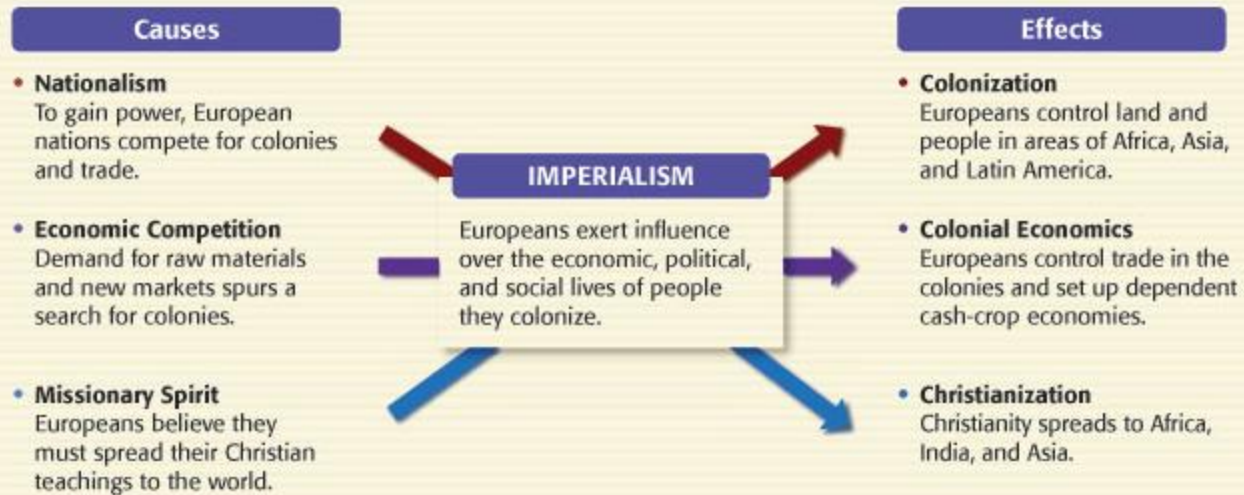 Causes
• Nationalism
To gain power, European
nations compete for colonies
and trade.
• Economic Competition
Demand for raw materials
and new markets spurs a
search for colonies.
• Missionary Spirit
Europeans believe they
must spread their Christian
teachings to the world.
IMPERIALISM
Europeans exert influence
over the economic, political,
and social lives of people
they colonize.
Effects
• Colonization
Europeans control land and
people in areas of Africa, Asia,
and Latin America.
• Colonial Economics
Europeans control trade in the
colonies and set up dependent
cash-crop economies.
• Christianization
Christianity spreads to Africa,
India, and Asia.